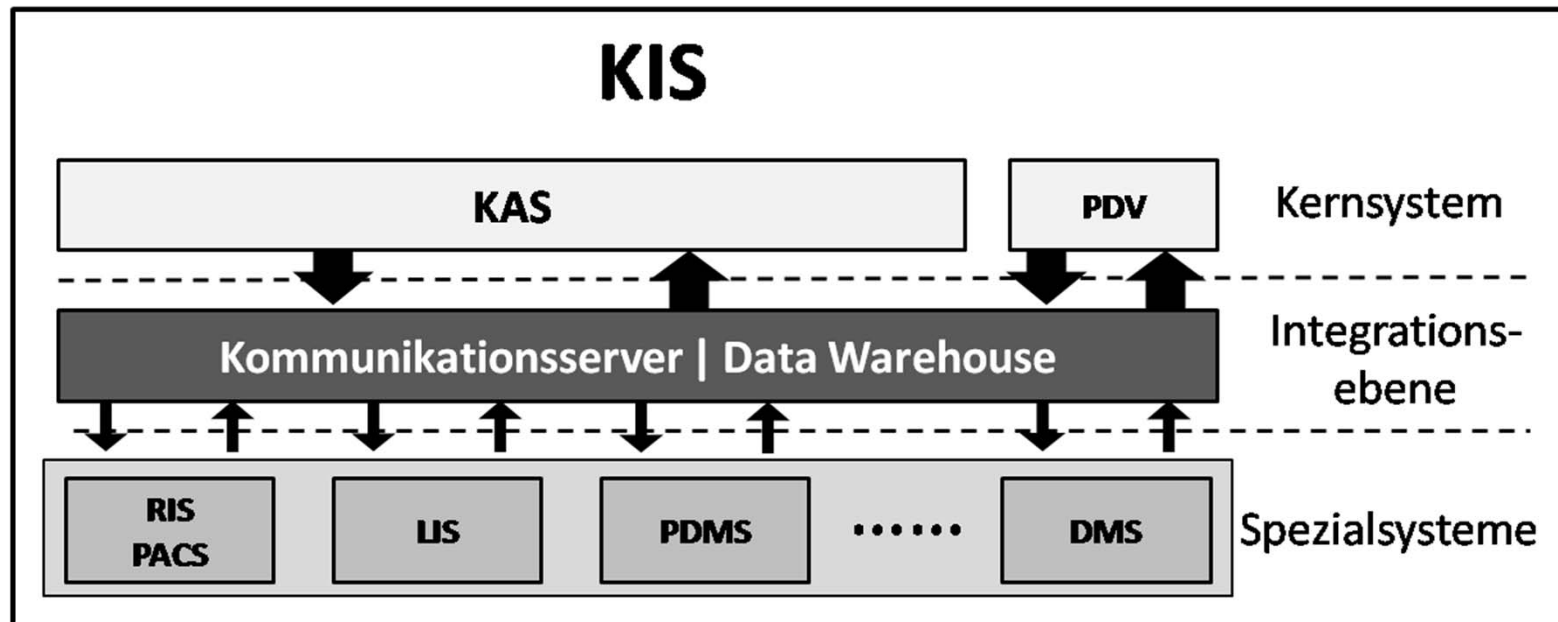 KIS
KAS
PDV
Kernsystem
Kommunikationsserver | Data Warehouse
Integrations-
ebene
RIS
PACS
LIS
PDMS
......
DMS
Spezialsysteme